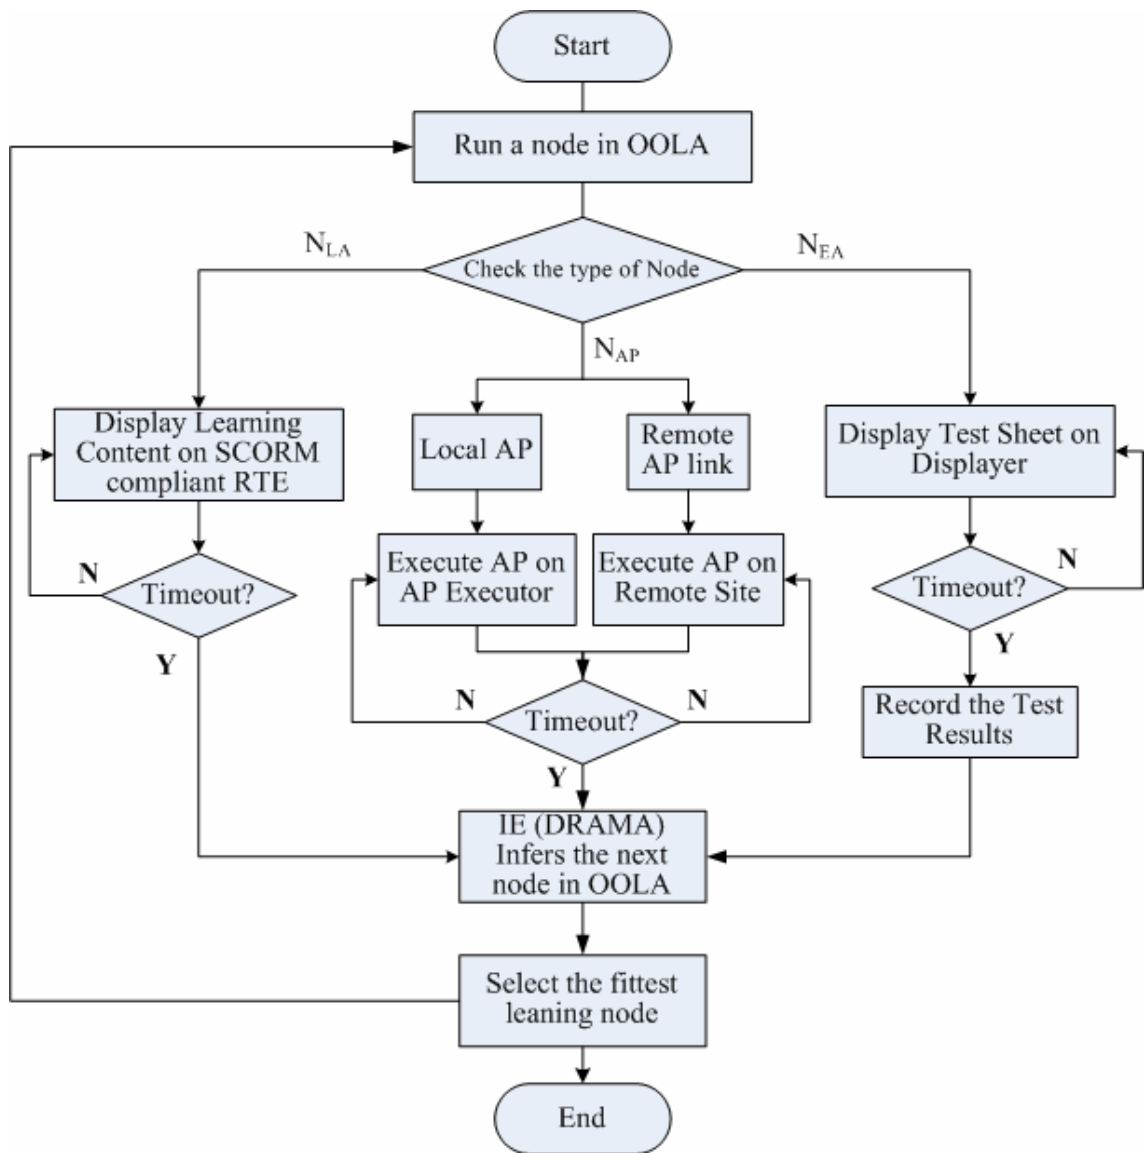 Start
Run a node in OOLA
N_LA
N_EA
Check the type of Node
N_AP
Display Learning
Content on SCORM
compliant RTE
Local AP
Remote
AP link
Display Test Sheet on
Displayer
Execute AP on
AP Executor
Execute AP on
Remote Site
N
Timeout?
Y
N
Timeout?
N
Y
Timeout?
N
Y
Record the Test
Results
IE (DRAMA)
Infers the next
node in OOLA
Select the fittest
leaning node
End